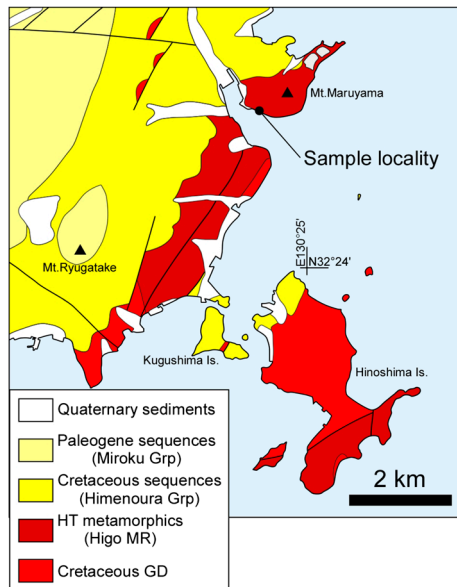 Mt.Maruyama
Sample locality
E130°25'
N32°24'
Mt.Ryugatake
Kugushima Is.
Hinoshima Is.
Quaternary sediments
Paleogene sequences
(Miroku Grp)
Cretaceous sequences
(Himenoura Grp)
HT metamorphics
(Higo MR)
Cretaceous GD
2 km